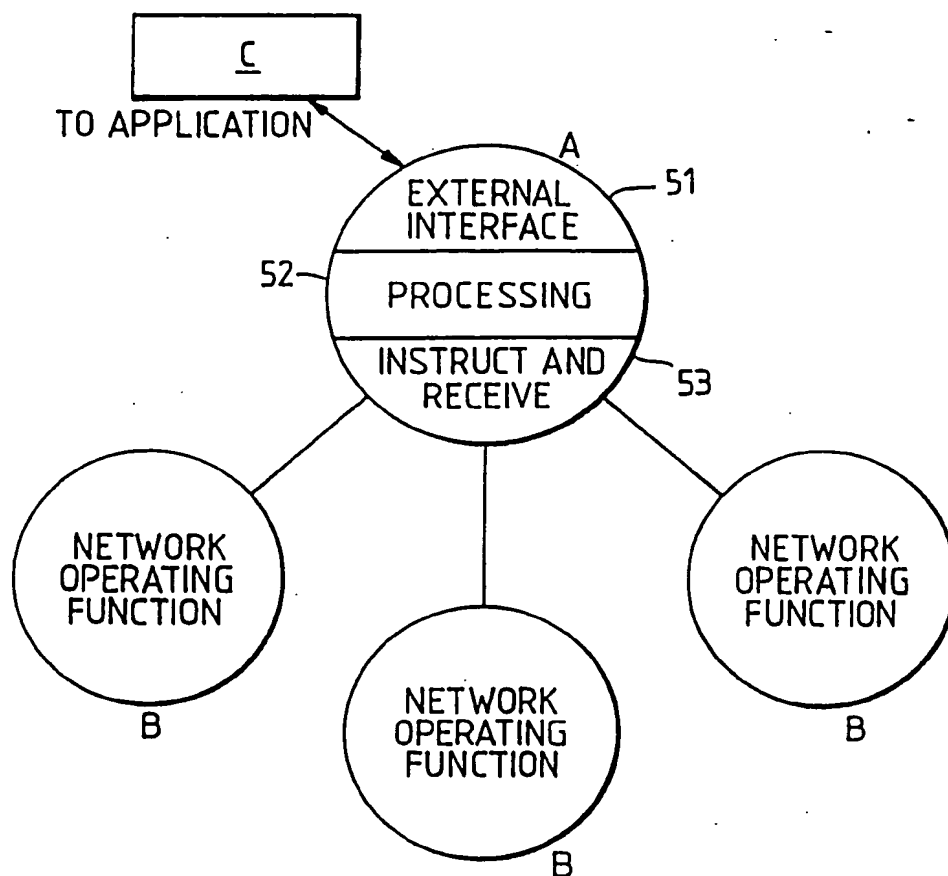 C
TO APPLICATION
A
51
EXTERNAL
INTERFACE
52
PROCESSING
INSTRUCT AND
RECEIVE
53
NETWORK
OPERATING
FUNCTION
B
NETWORK
OPERATING
FUNCTION
B
NETWORK
OPERATING
FUNCTION
B